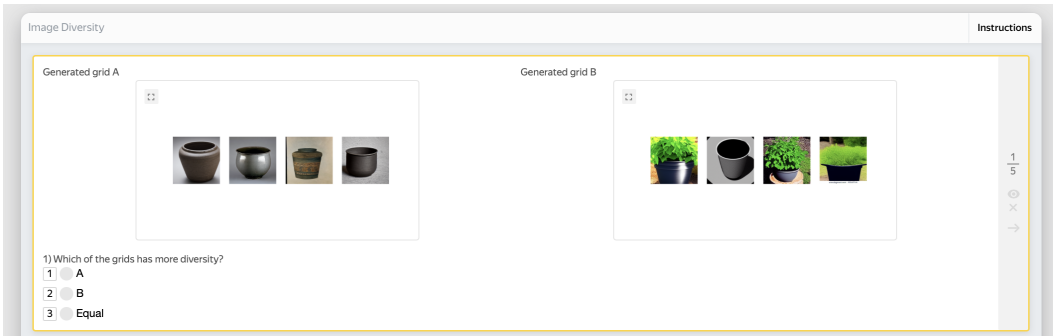 Image Diversity
Instructions
Generated grid A
Generated grid B
1) Which of the grids has more diversity?
1 A
2 B
3 Equal
1
5